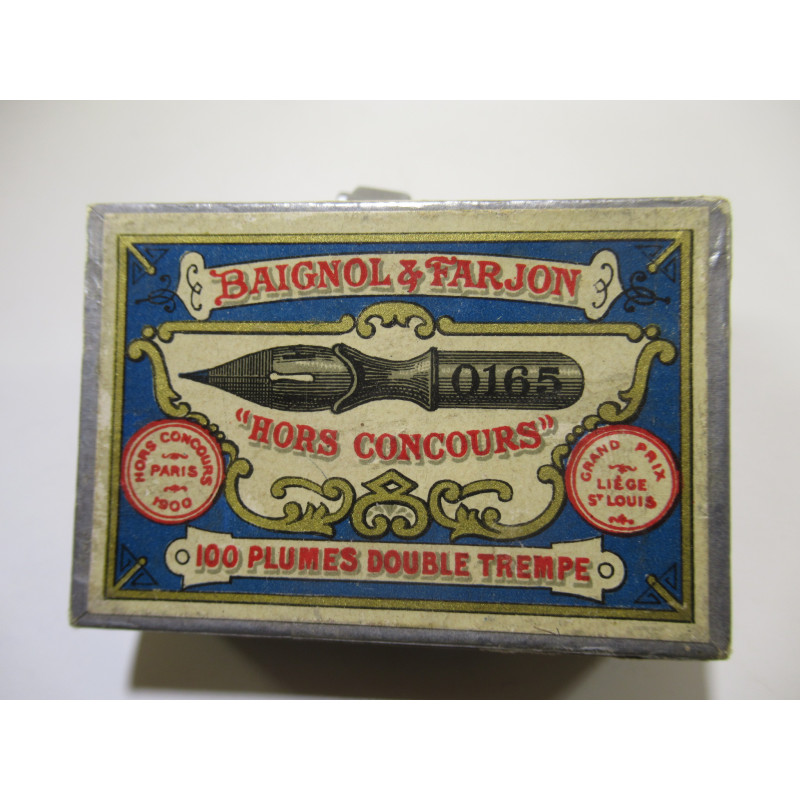 BAIGNOL & FARJON
0165
"HORS CONCOURS"
HORS CONCOURS
PARIS
1900
GRAND PRIX
LIÈGE
ST LOUIS
100 PLUMES DOUBLE TREMPE